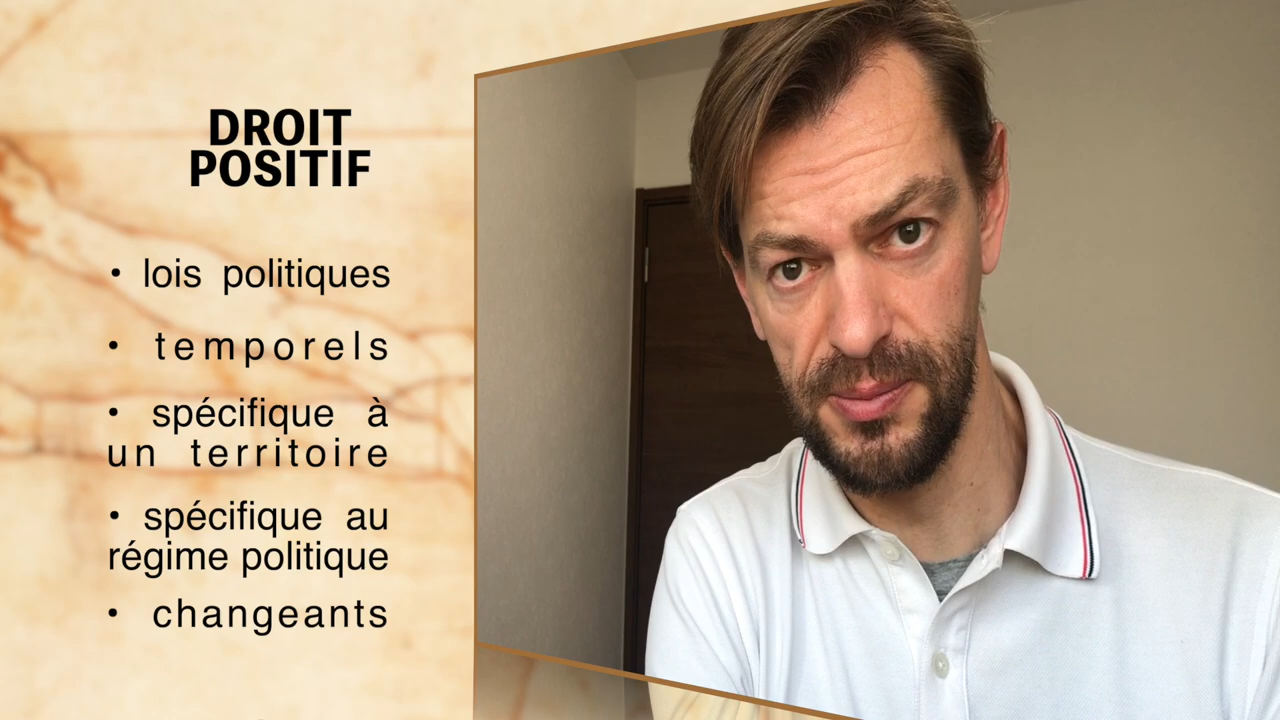 DROIT
POSITIF
• lois politiques
• temporels
• spécifique à
un territoire
• spécifique au
régime politique
• changeants